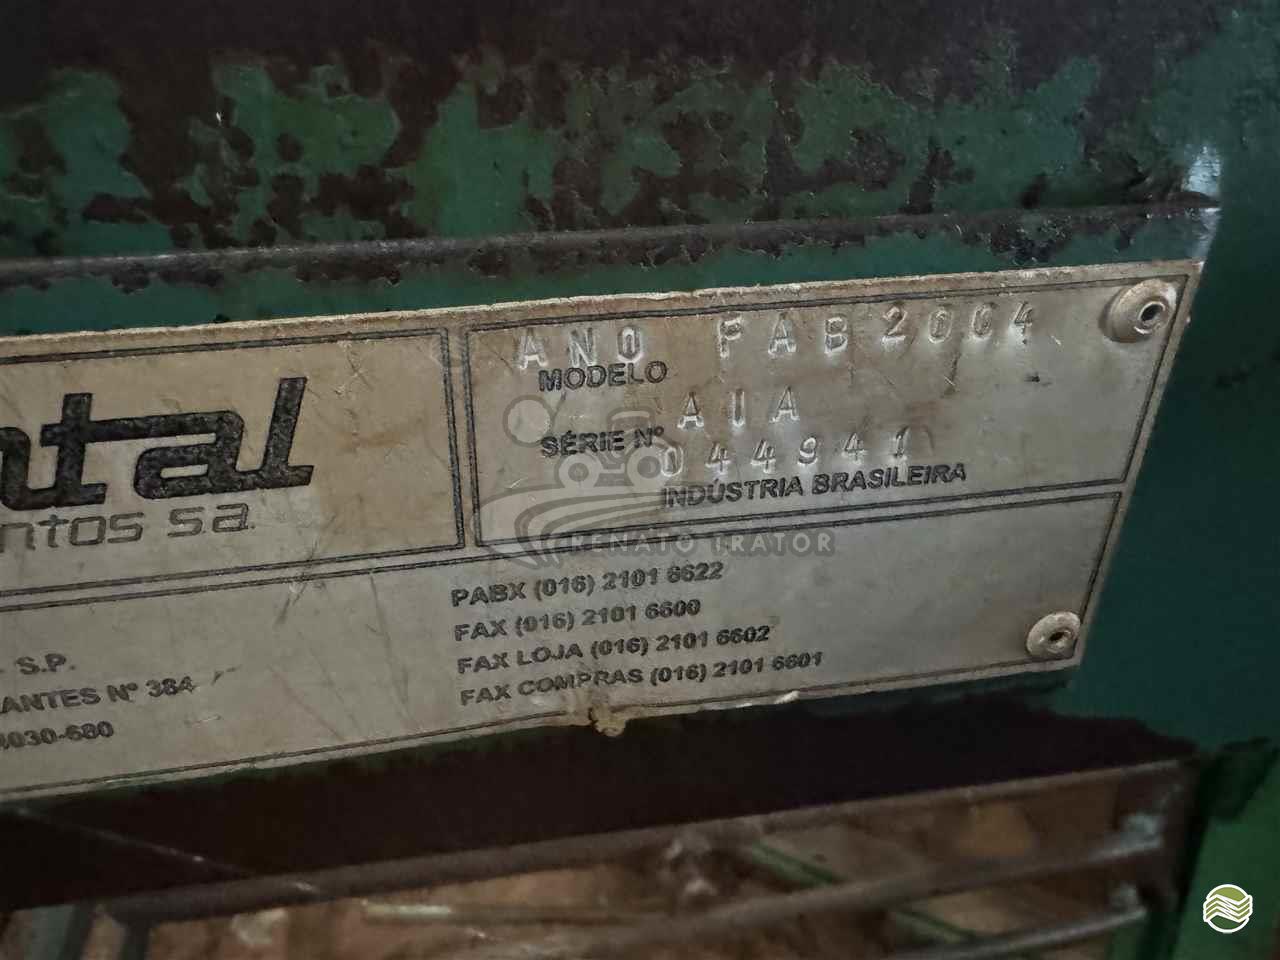 ntal
ntos s.a.
ANO FAB 2004
MODELO
AIA
SÉRIE Nº 044941
INDÚSTRIA BRASILEIRA
RENATO TRATOR
- S.P.
ANTES Nº 384
030-680
PABX (016) 2101 6622
FAX (016) 2101 6600
FAX LOJA (016) 2101 6602
FAX COMPRAS (016) 2101 6601